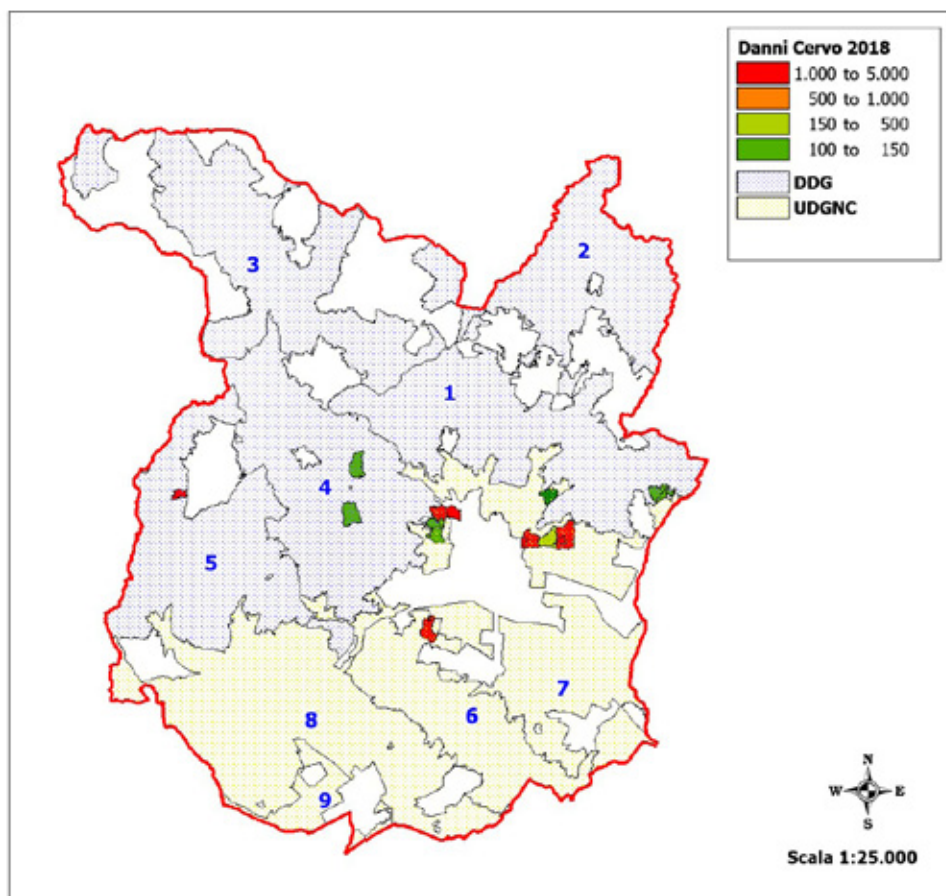 Danni Cervo 2018
1.000 to 5.000
500 to 1.000
150 to 500
100 to 150
DDG
UDGNC
2
3
1
4
5
7
6
8
9
N
W E
S
Scala 1:25.000